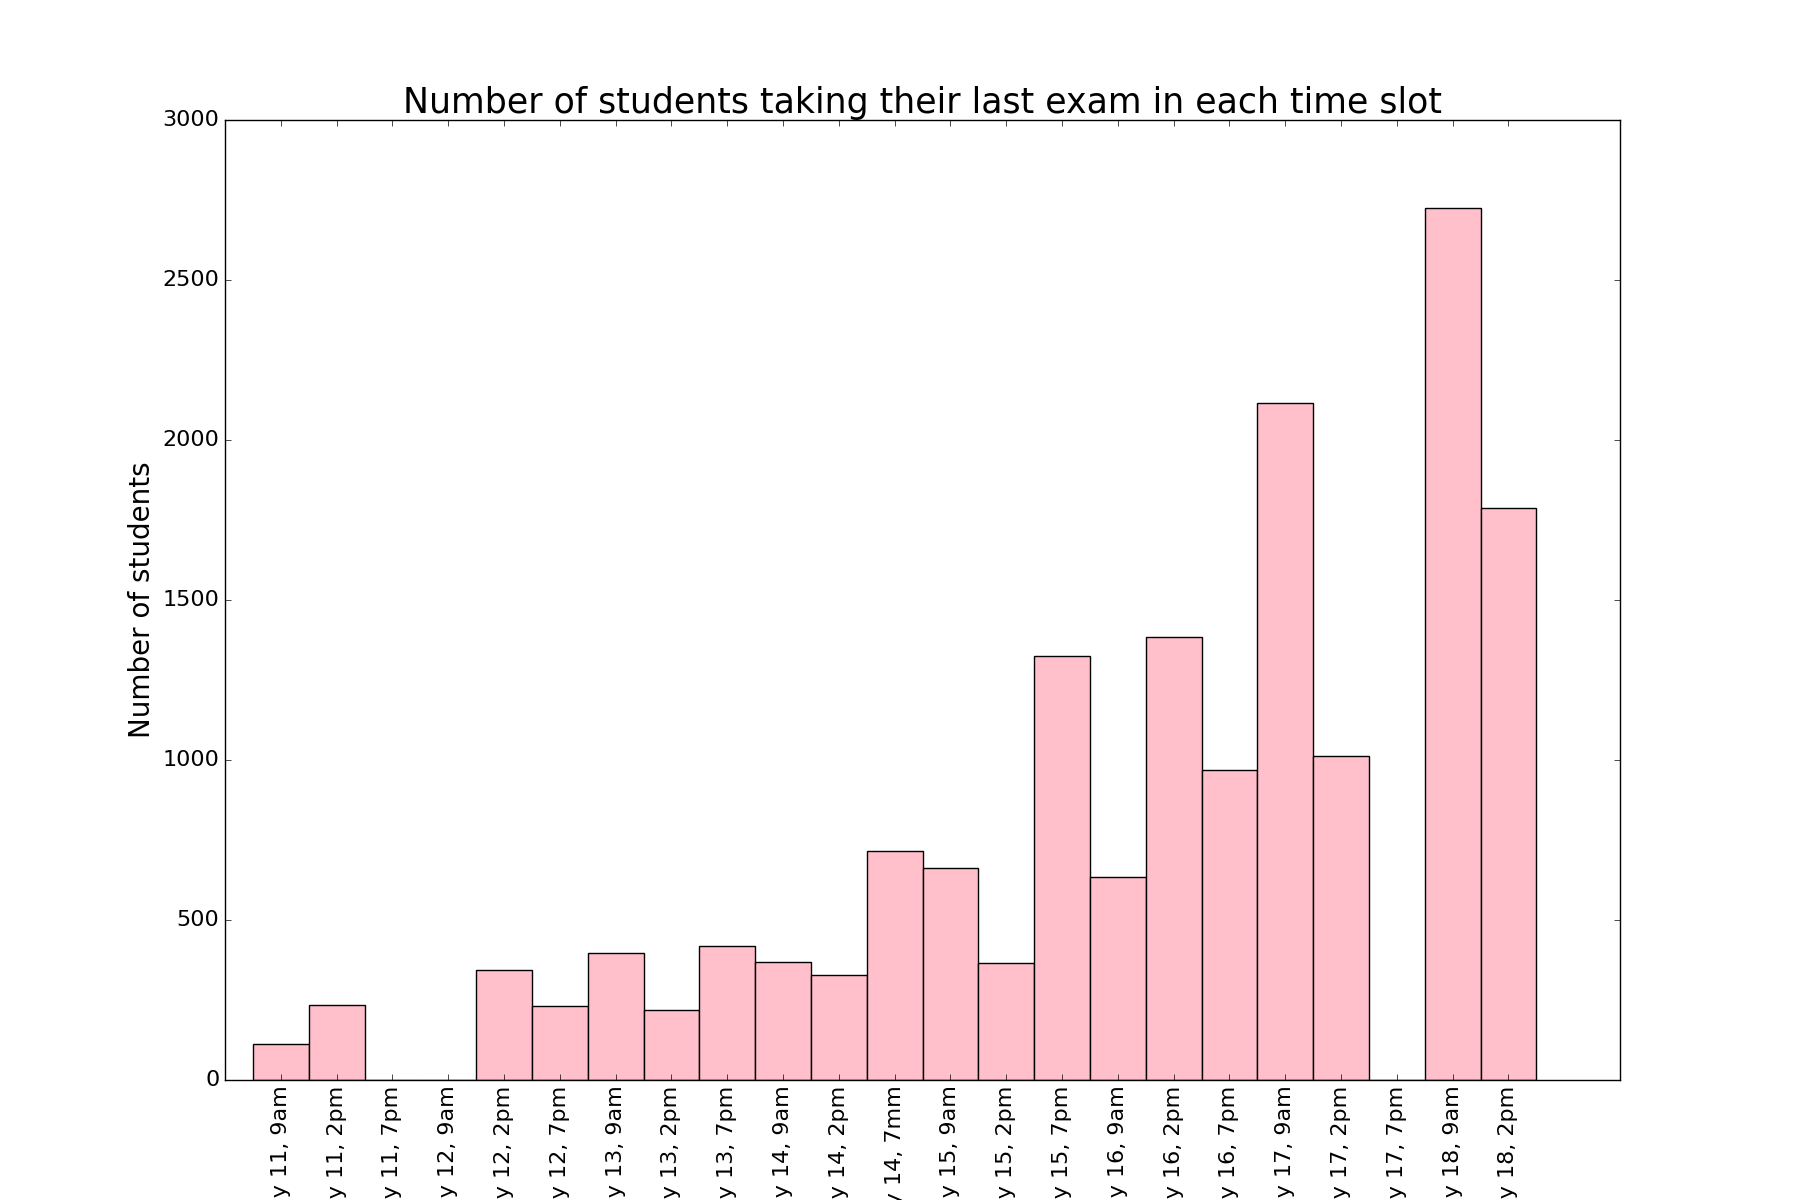 Number of students taking their last exam in each time slot
Number of students
3000
2500
2000
1500
1000
500
0
y 11, 9am
y 11, 2pm
y 11, 7pm
y 12, 9am
y 12, 2pm
y 12, 7pm
y 13, 9am
y 13, 2pm
y 13, 7pm
y 14, 9am
y 14, 2pm
y 14, 7mm
y 15, 9am
y 15, 2pm
y 15, 7pm
y 16, 9am
y 16, 2pm
y 16, 7pm
y 17, 9am
y 17, 2pm
y 17, 7pm
y 18, 9am
y 18, 2pm